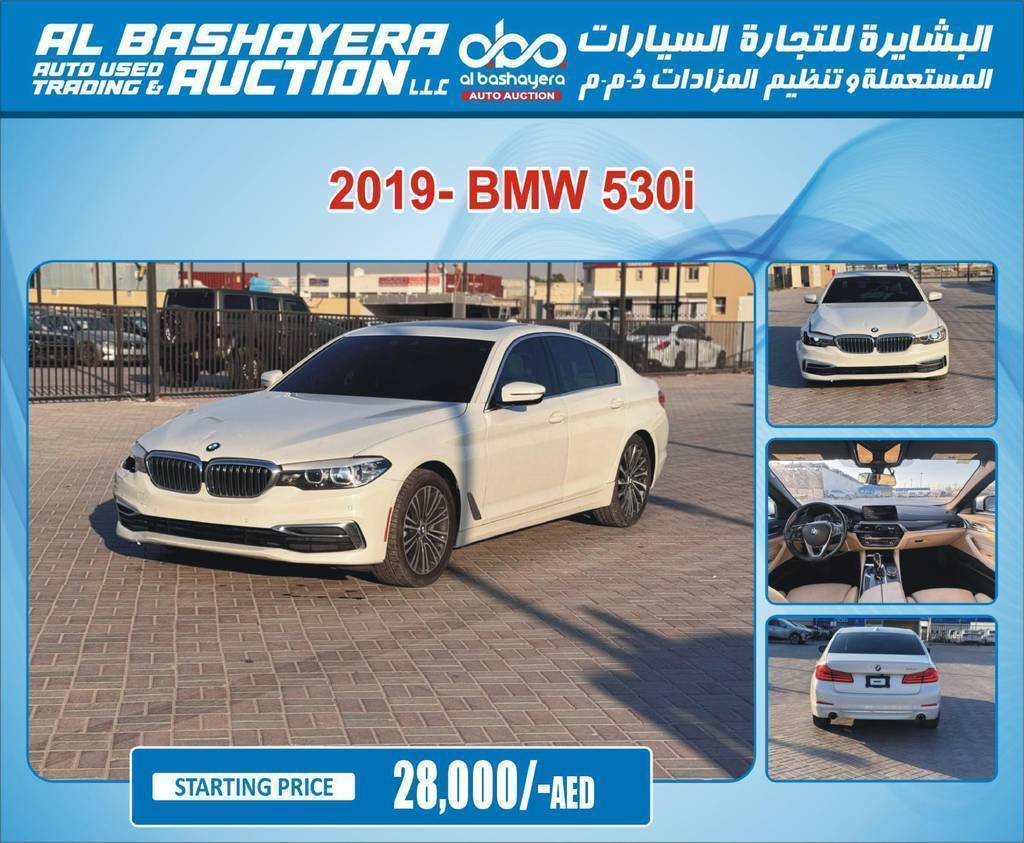 AL BASHAYERA
AUTO USED
TRADING & AUCTION L.L.C
aba
al bashayera
AUTO AUCTION
البشايرة للتجارة السيارات
المستعملة و تنظيم المزادات ذ.م.م
2019- BMW 530i
STARTING PRICE 28,000/-AED